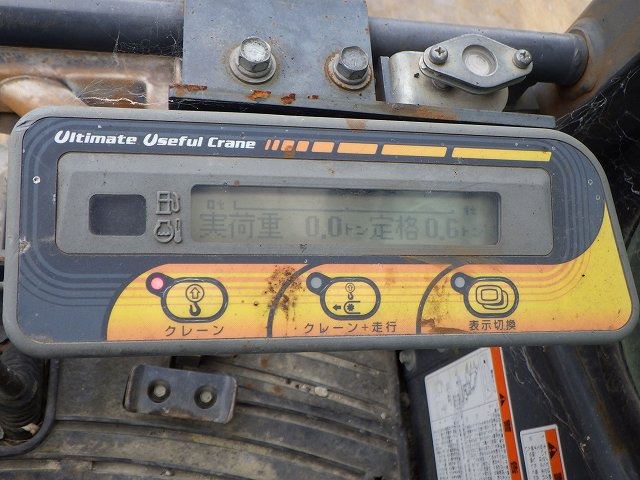 Ultimate Useful Crane
0t
実荷重 0.0トン 定格 0.6トン
クレーン
クレーン+走行
表示切換